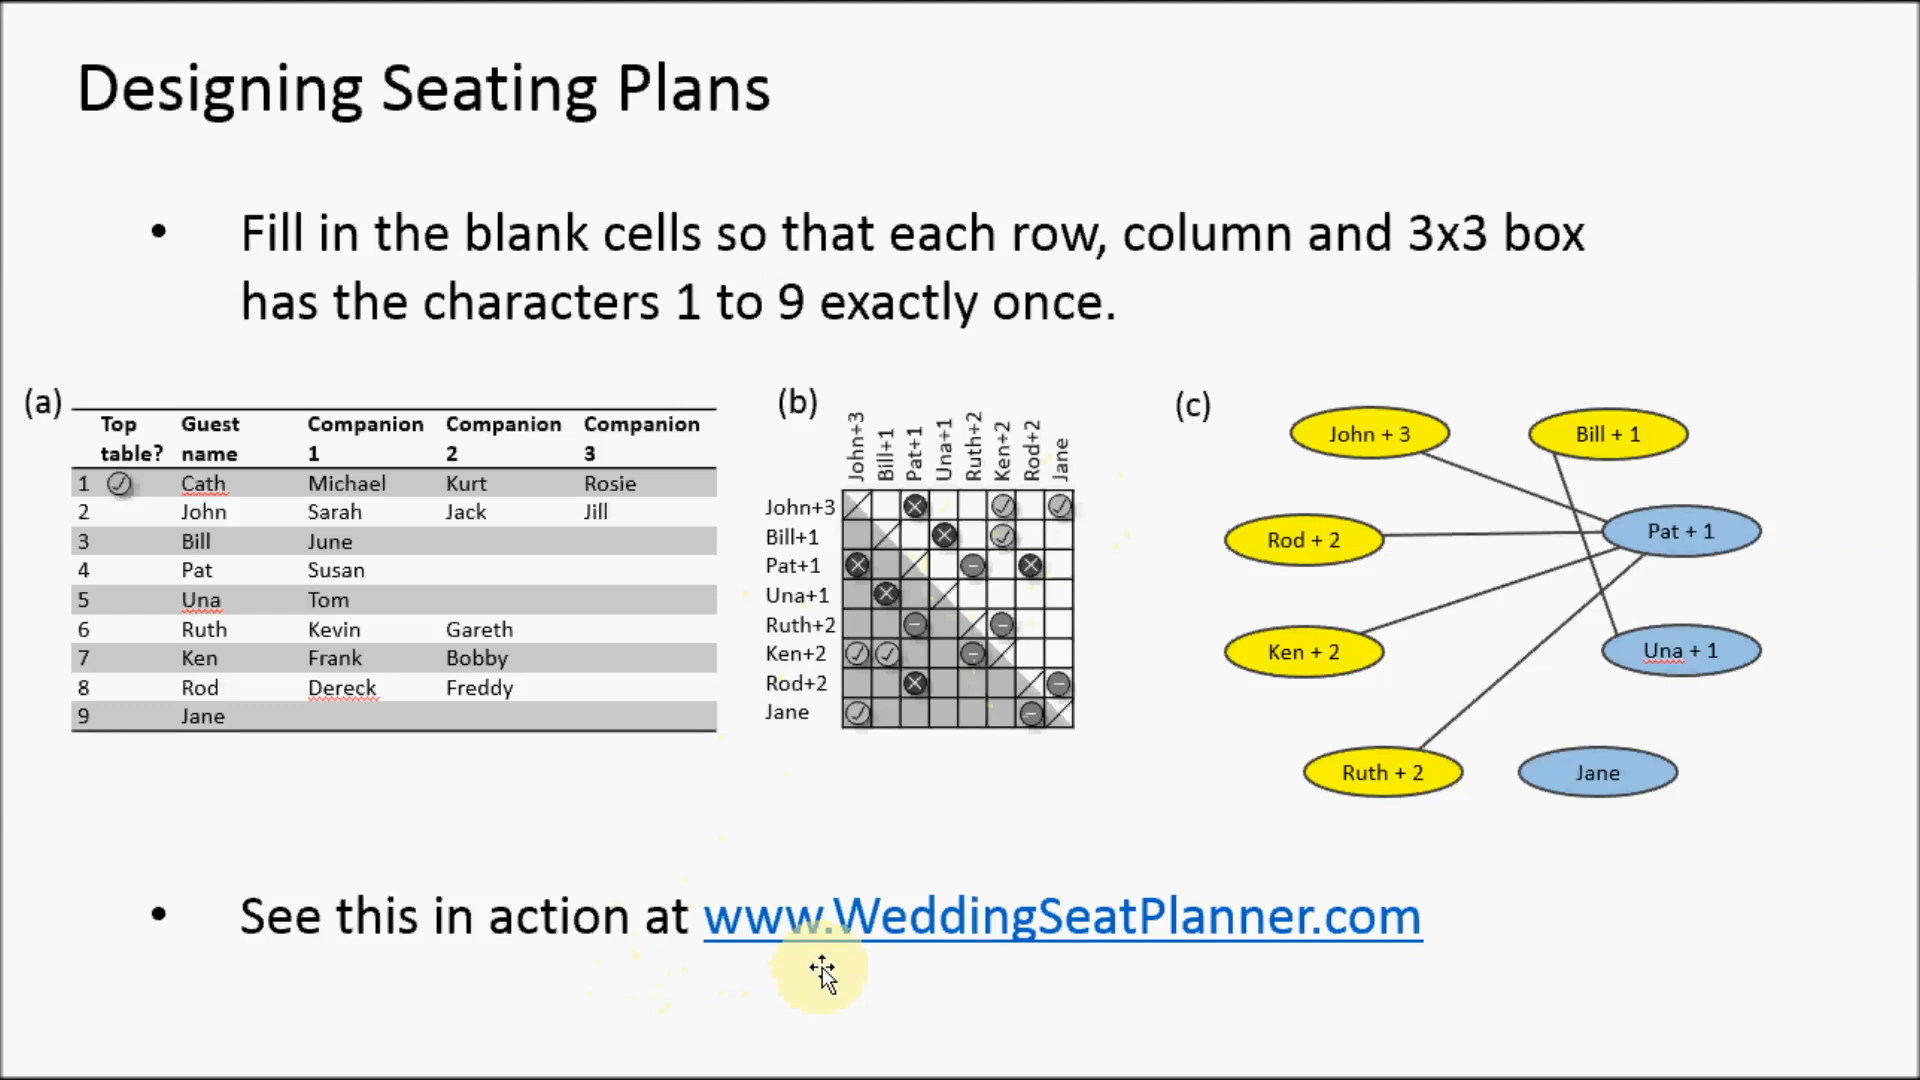 Designing Seating Plans
• Fill in the blank cells so that each row, column and 3x3 box
has the characters 1 to 9 exactly once.
(a)
Top table? Guest name Companion 1 Companion 2 Companion 3
1 Cath Michael Kurt Rosie
2 John Sarah Jack Jill
3 Bill June
4 Pat Susan
5 Una Tom
6 Ruth Kevin Gareth
7 Ken Frank Bobby
8 Rod Dereck Freddy
9 Jane
(b)
John+3 Bill+1 Pat+1 Una+1 Ruth+2 Ken+2 Rod+2 Jane
John+3
Bill+1
Pat+1
Una+1
Ruth+2
Ken+2
Rod+2
Jane
(c)
John + 3
Bill + 1
Pat + 1
Rod + 2
Ken + 2
Una + 1
Ruth + 2
Jane
• See this in action at www.WeddingSeatPlanner.com